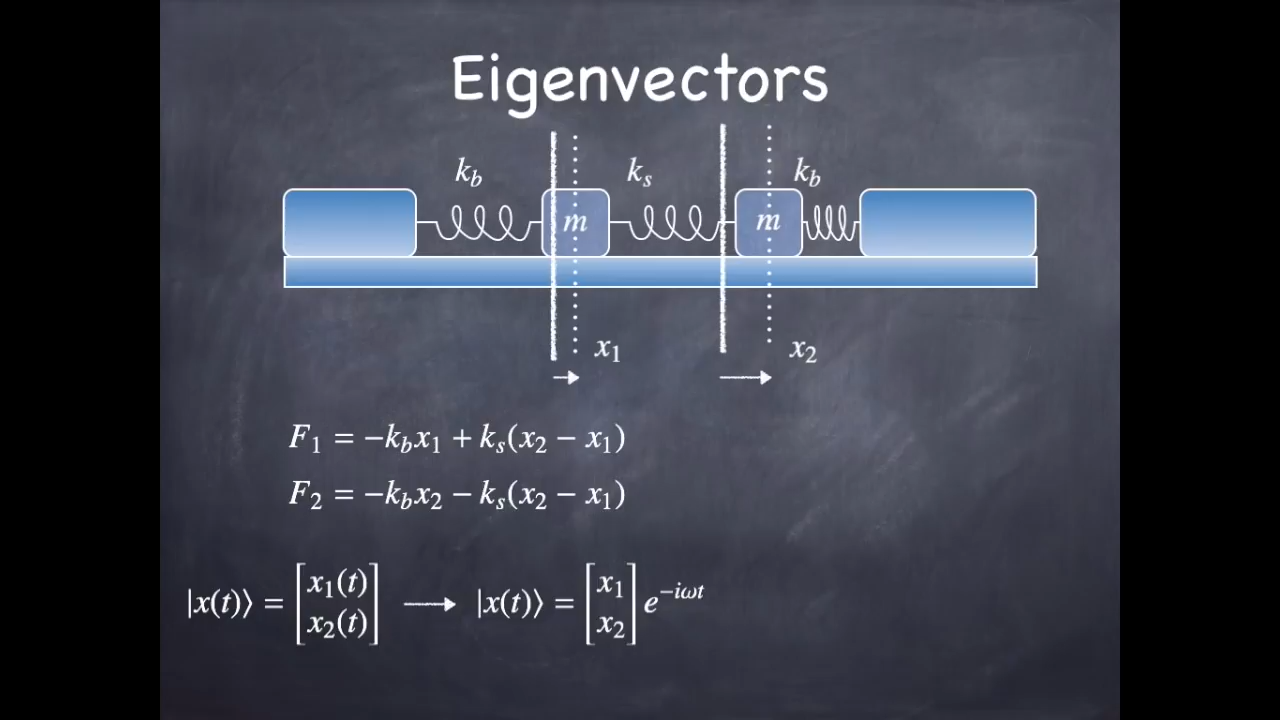 Eigenvectors
k_b k_s k_b
m m
x_1 x_2
F_1 = −k_b x_1 + k_s(x_2 − x_1)
F_2 = −k_b x_2 − k_s(x_2 − x_1)
|x(t)⟩ = [x_1(t) x_2(t)] ⟶ |x(t)⟩ = [x_1 x_2] e^{−iωt}